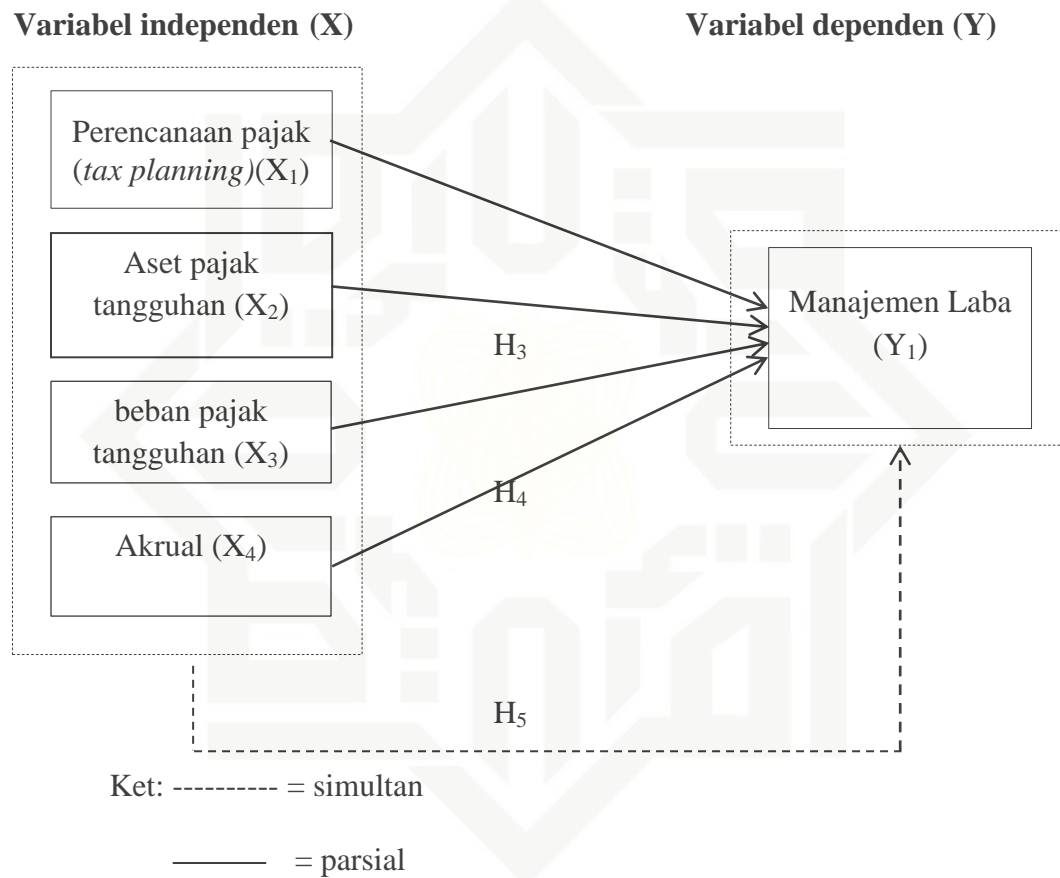 Variabel independen (X)
Variabel dependen (Y)
Perencanaan pajak
(tax planning)(X₁)
Aset pajak
tangguhan (X₂)
Manajemen Laba
(Y₁)
H₃
beban pajak
tangguhan (X₃)
H₄
Akrual (X₄)
H₅
Ket: ---------- = simultan
= parsial